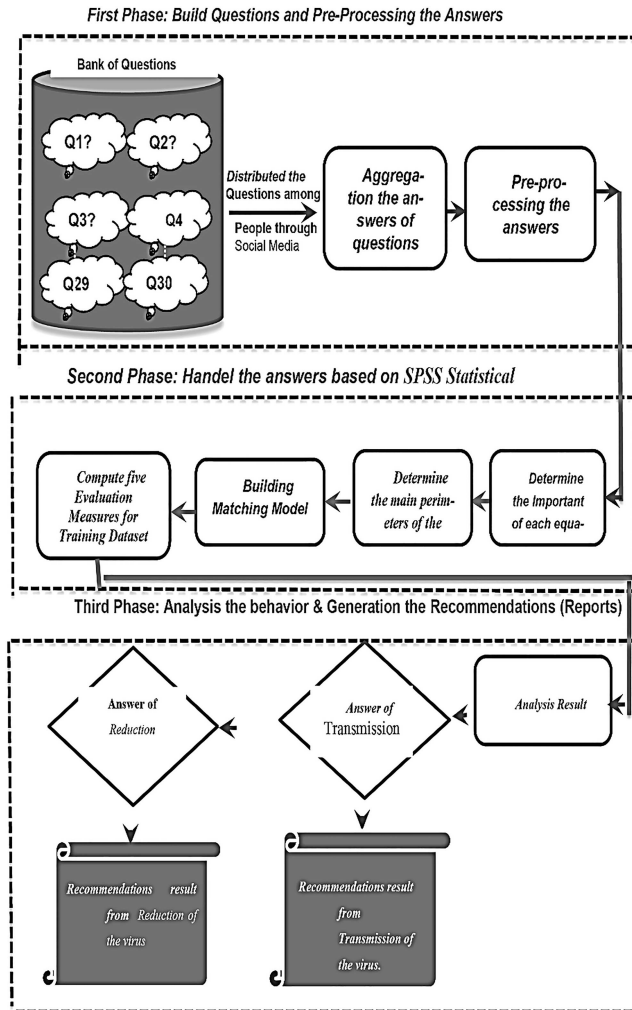 First Phase: Build Questions and Pre-Processing the Answers
Bank of Questions
Q1?
Q2?
Q3?
Q4
Q29
Q30
Distributed the
Questions among
People through
Social Media
Aggrega-
tion the an-
swers of
questions
Pre-pro-
cessing the
answers
Second Phase: Handel the answers based on SPSS Statistical
Compute five
Evaluation
Measures for
Training Dataset
Building
Matching Model
Determine
the main perim-
eters of the
Determine
the Important
of each equa-
Third Phase: Analysis the behavior & Generation the Recommendations (Reports)
Answer of
Reduction
Answer of
Transmission
Analysis Result
Recommendations result
from Reduction of
the virus
Recommendations result
from
Transmission of
the virus.